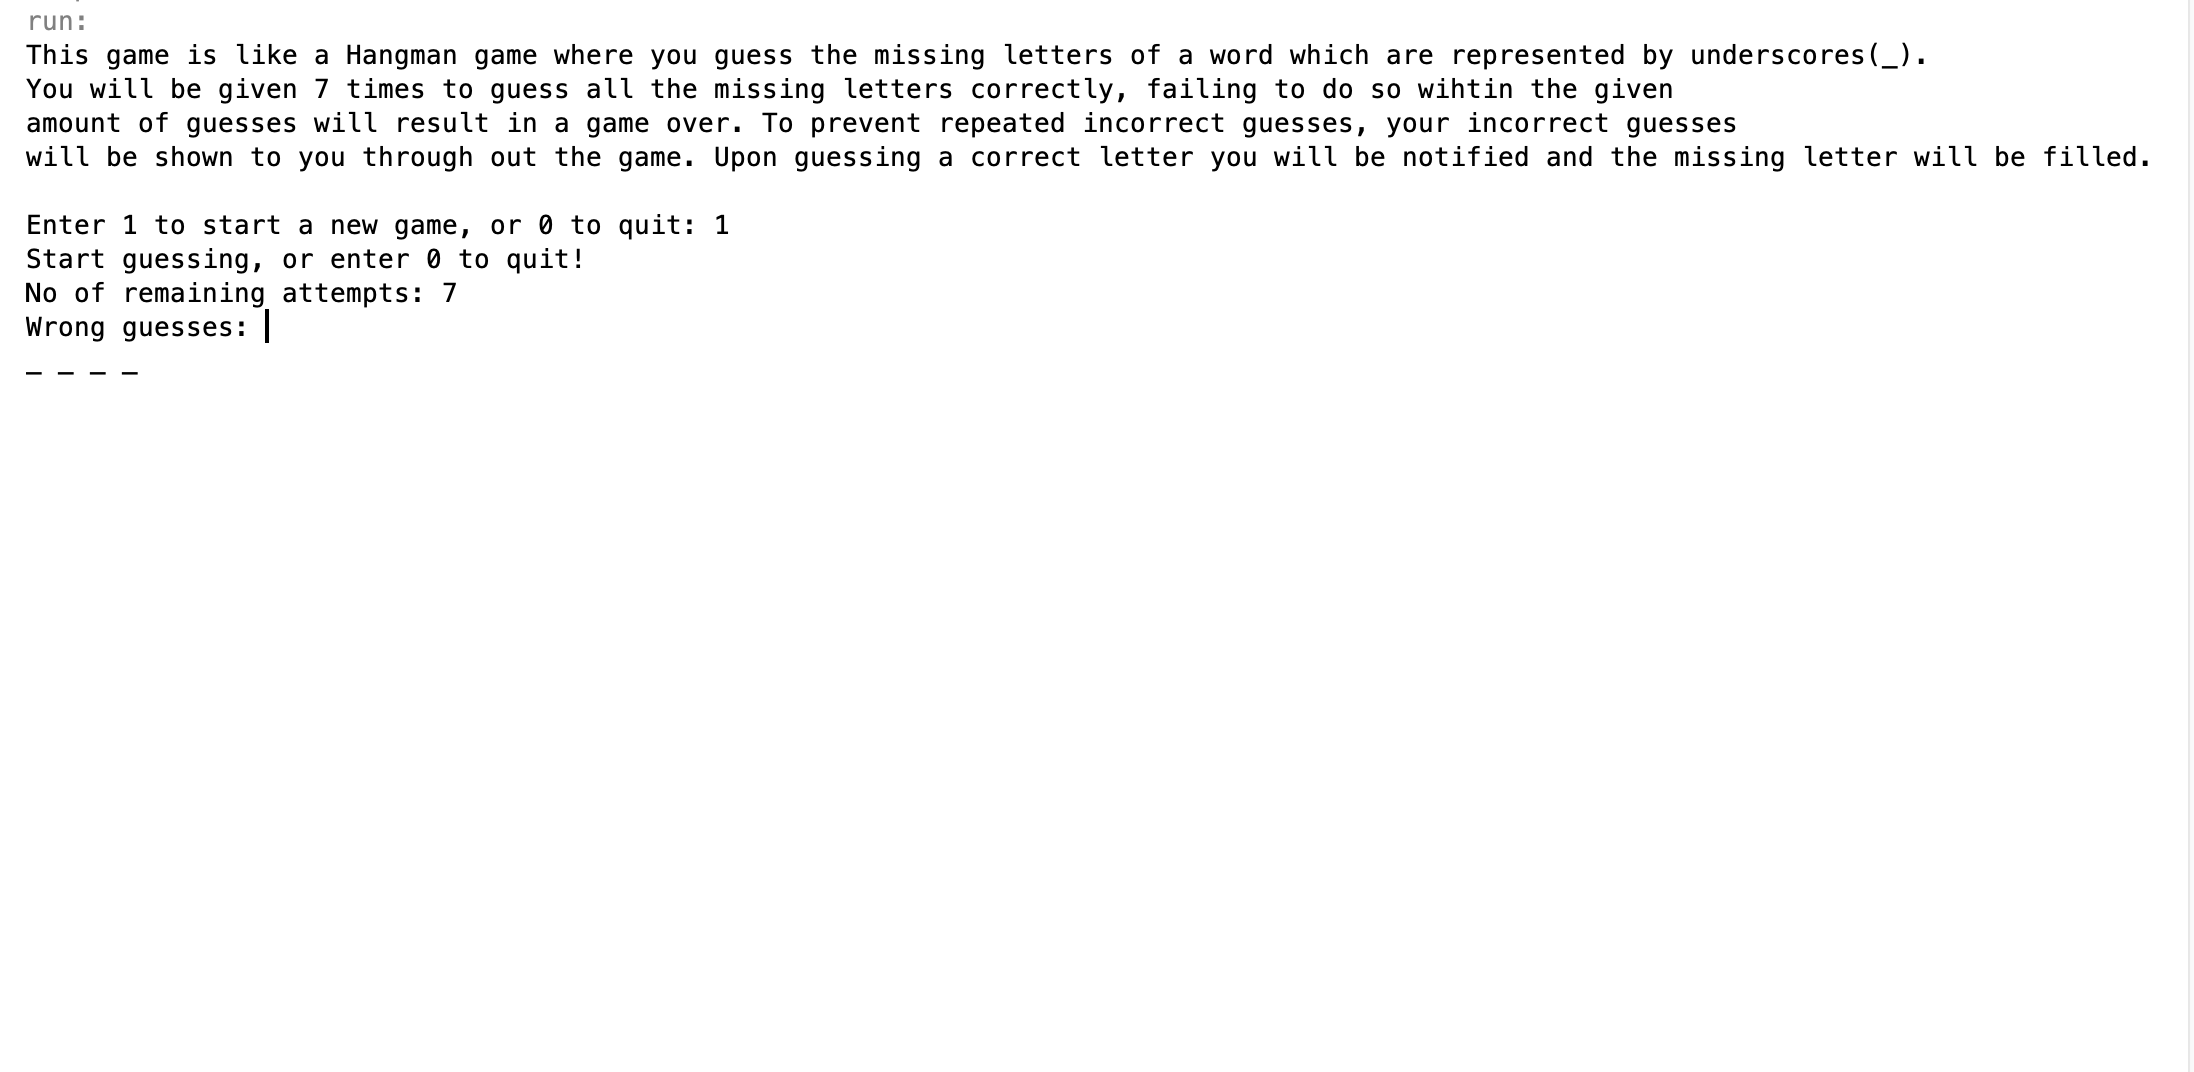 run:
This game is like a Hangman game where you guess the missing letters of a word which are represented by underscores(_).
You will be given 7 times to guess all the missing letters correctly, failing to do so wihtin the given
amount of guesses will result in a game over. To prevent repeated incorrect guesses, your incorrect guesses
will be shown to you through out the game. Upon guessing a correct letter you will be notified and the missing letter will be filled.
Enter 1 to start a new game, or 0 to quit: 1
Start guessing, or enter 0 to quit!
No of remaining attempts: 7
Wrong guesses:
_ _ _ _